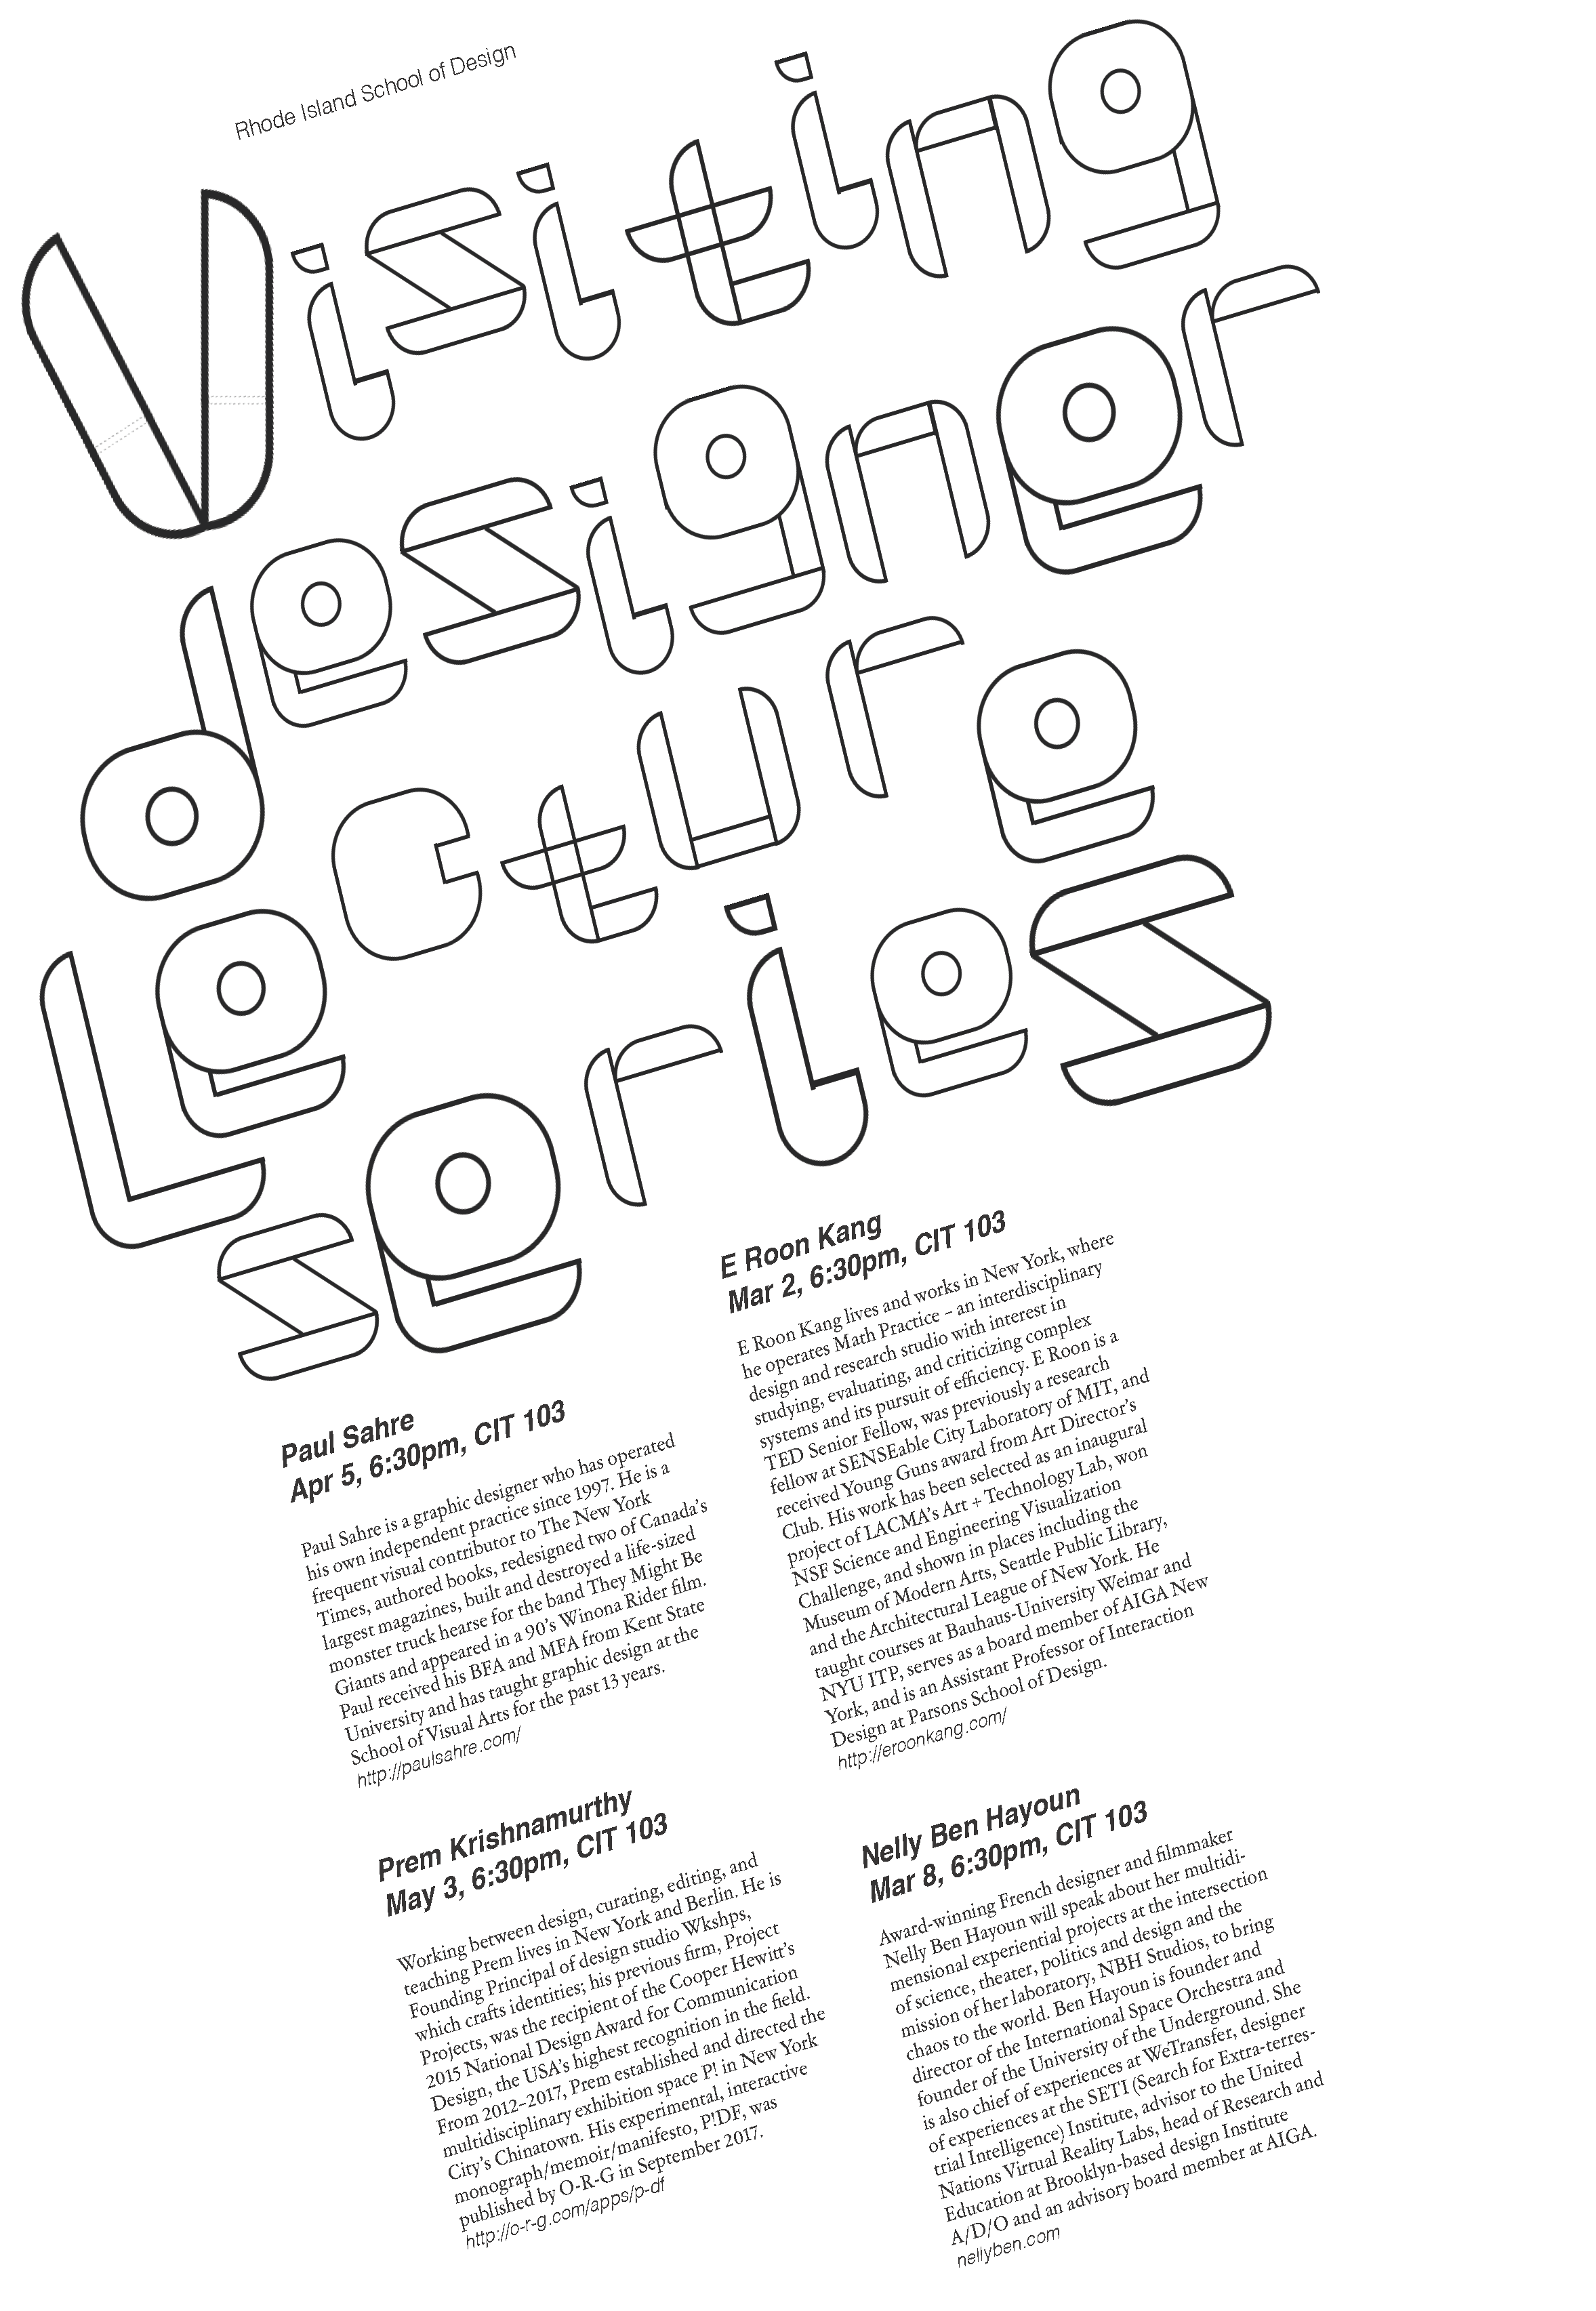 Rhode Island School of Design
Visiting
designer
Lecture
series
E Roon Kang
Mar 2, 6:30pm, CIT 103
E Roon Kang lives and works in New York, where
he operates Math Practice – an interdisciplinary
design and research studio with interest in
studying, evaluating, and criticizing complex
systems and its pursuit of efficiency. E Roon is a
TED Senior Fellow, was previously a research
fellow at SENSEable City Laboratory of MIT, and
received Young Guns award from Art Director's
Club. His work has been selected as an inaugural
project of LACMA's Art + Technology Lab, won
NSF Science and Engineering Visualization
Challenge, and shown in places including the
Museum of Modern Arts, Seattle Public Library,
and the Architectural League of New York. He
taught courses at Bauhaus-University Weimar and
NYU ITP, serves as a board member of AIGA New
York, and is an Assistant Professor of Interaction
Design at Parsons School of Design.
http://eroonkang.com/
Paul Sahre
Apr 5, 6:30pm, CIT 103
Paul Sahre is a graphic designer who has operated
his own independent practice since 1997. He is a
frequent visual contributor to The New York
Times, authored books, redesigned two of Canada's
largest magazines, built and destroyed a life-sized
monster truck hearse for the band They Might Be
Giants and appeared in a 90's Winona Rider film.
Paul received his BFA and MFA from Kent State
University and has taught graphic design at the
School of Visual Arts for the past 13 years.
http://paulsahre.com/
Nelly Ben Hayoun
Mar 8, 6:30pm, CIT 103
Award-winning French designer and filmmaker
Nelly Ben Hayoun will speak about her multidi-
mensional experiential projects at the intersection
of science, theater, politics and design and the
mission of her laboratory, NBH Studios, to bring
chaos to the world. Ben Hayoun is founder and
director of the International Space Orchestra and
founder of the University of the Underground. She
is also chief of experiences at WeTransfer, designer
of experiences at the SETI (Search for Extra-terres-
trial Intelligence) Institute, advisor to the United
Nations Virtual Reality Labs, head of Research and
Education at Brooklyn-based design Institute
A/D/O and an advisory board member at AIGA.
nellyben.com
Prem Krishnamurthy
May 3, 6:30pm, CIT 103
Working between design, curating, editing, and
teaching Prem lives in New York and Berlin. He is
Founding Principal of design studio Wkshps,
which crafts identities; his previous firm, Project
Projects, was the recipient of the Cooper Hewitt's
2015 National Design Award for Communication
Design, the USA's highest recognition in the field.
From 2012–2017, Prem established and directed the
multidisciplinary exhibition space P! in New York
City's Chinatown. His experimental, interactive
monograph/memoir/manifesto, P!DF, was
published by O-R-G in September 2017.
http://o-r-g.com/apps/p-df